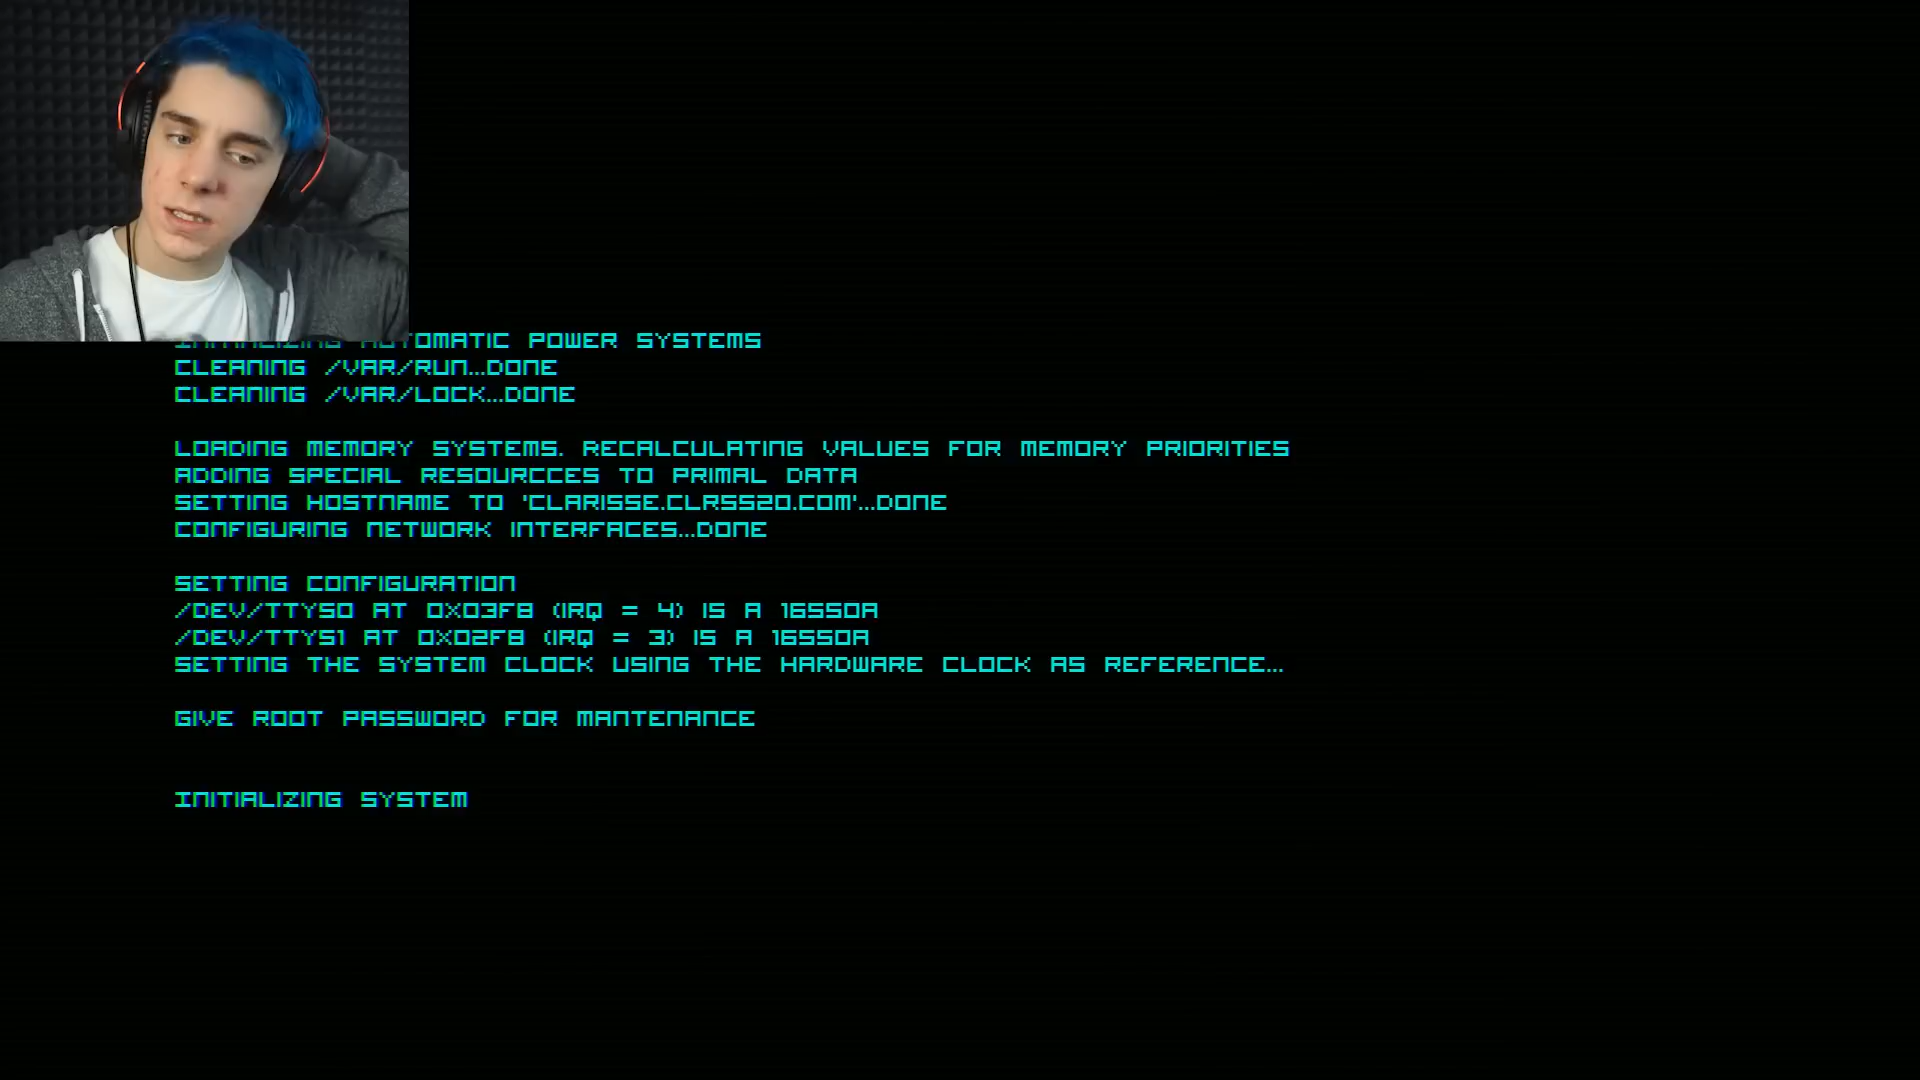 INITIALIZING AUTOMATIC POWER SYSTEMS
CLEANING /VAR/RUN...DONE
CLEANING /VAR/LOCK...DONE
LOADING MEMORY SYSTEMS. RECALCULATING VALUES FOR MEMORY PRIORITIES
ADDING SPECIAL RESOURCCES TO PRIMAL DATA
SETTING HOSTNAME TO 'CLARISSE.CLRSS20.COM'...DONE
CONFIGURING NETWORK INTERFACES...DONE
SETTING CONFIGURATION
/DEV/TTYS0 AT 0X03F8 (IRQ = 4) IS A 16550A
/DEV/TTYS1 AT 0X02F8 (IRQ = 3) IS A 16550A
SETTING THE SYSTEM CLOCK USING THE HARDWARE CLOCK AS REFERENCE...
GIVE ROOT PASSWORD FOR MANTENANCE
INITIALIZING SYSTEM